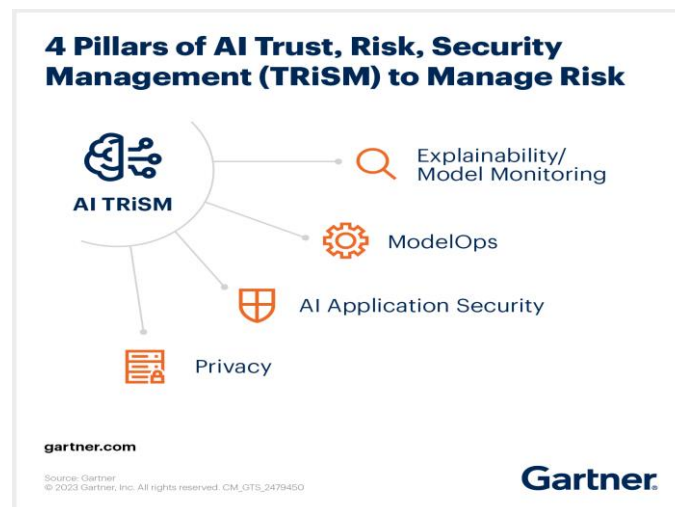 4 Pillars of AI Trust, Risk, Security
Management (TRiSM) to Manage Risk
AI TRiSM
Explainability/
Model Monitoring
ModelOps
AI Application Security
Privacy
gartner.com
Source: Gartner
© 2023 Gartner, Inc. All rights reserved. CM_GTS_2479450
Gartner